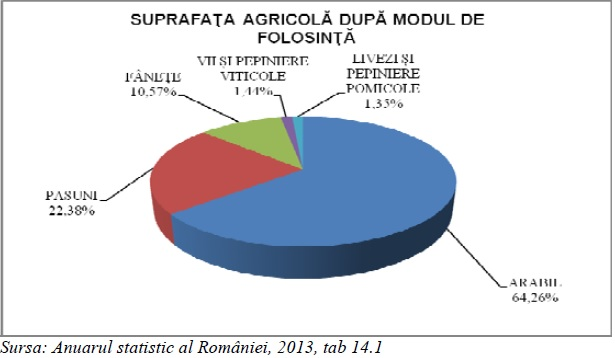 SUPRAFAŢA AGRICOLĂ DUPĂ MODUL DE
FOLOSINŢĂ
FÂNEŢE
10,57%
VII ŞI PEPINIERE
VITICOLE
1,44%
LIVEZI ŞI
PEPINIERE
POMICOLE
1,35%
PASUNI
22,38%
ARABIL
64,26%
Sursa: Anuarul statistic al României, 2013, tab 14.1